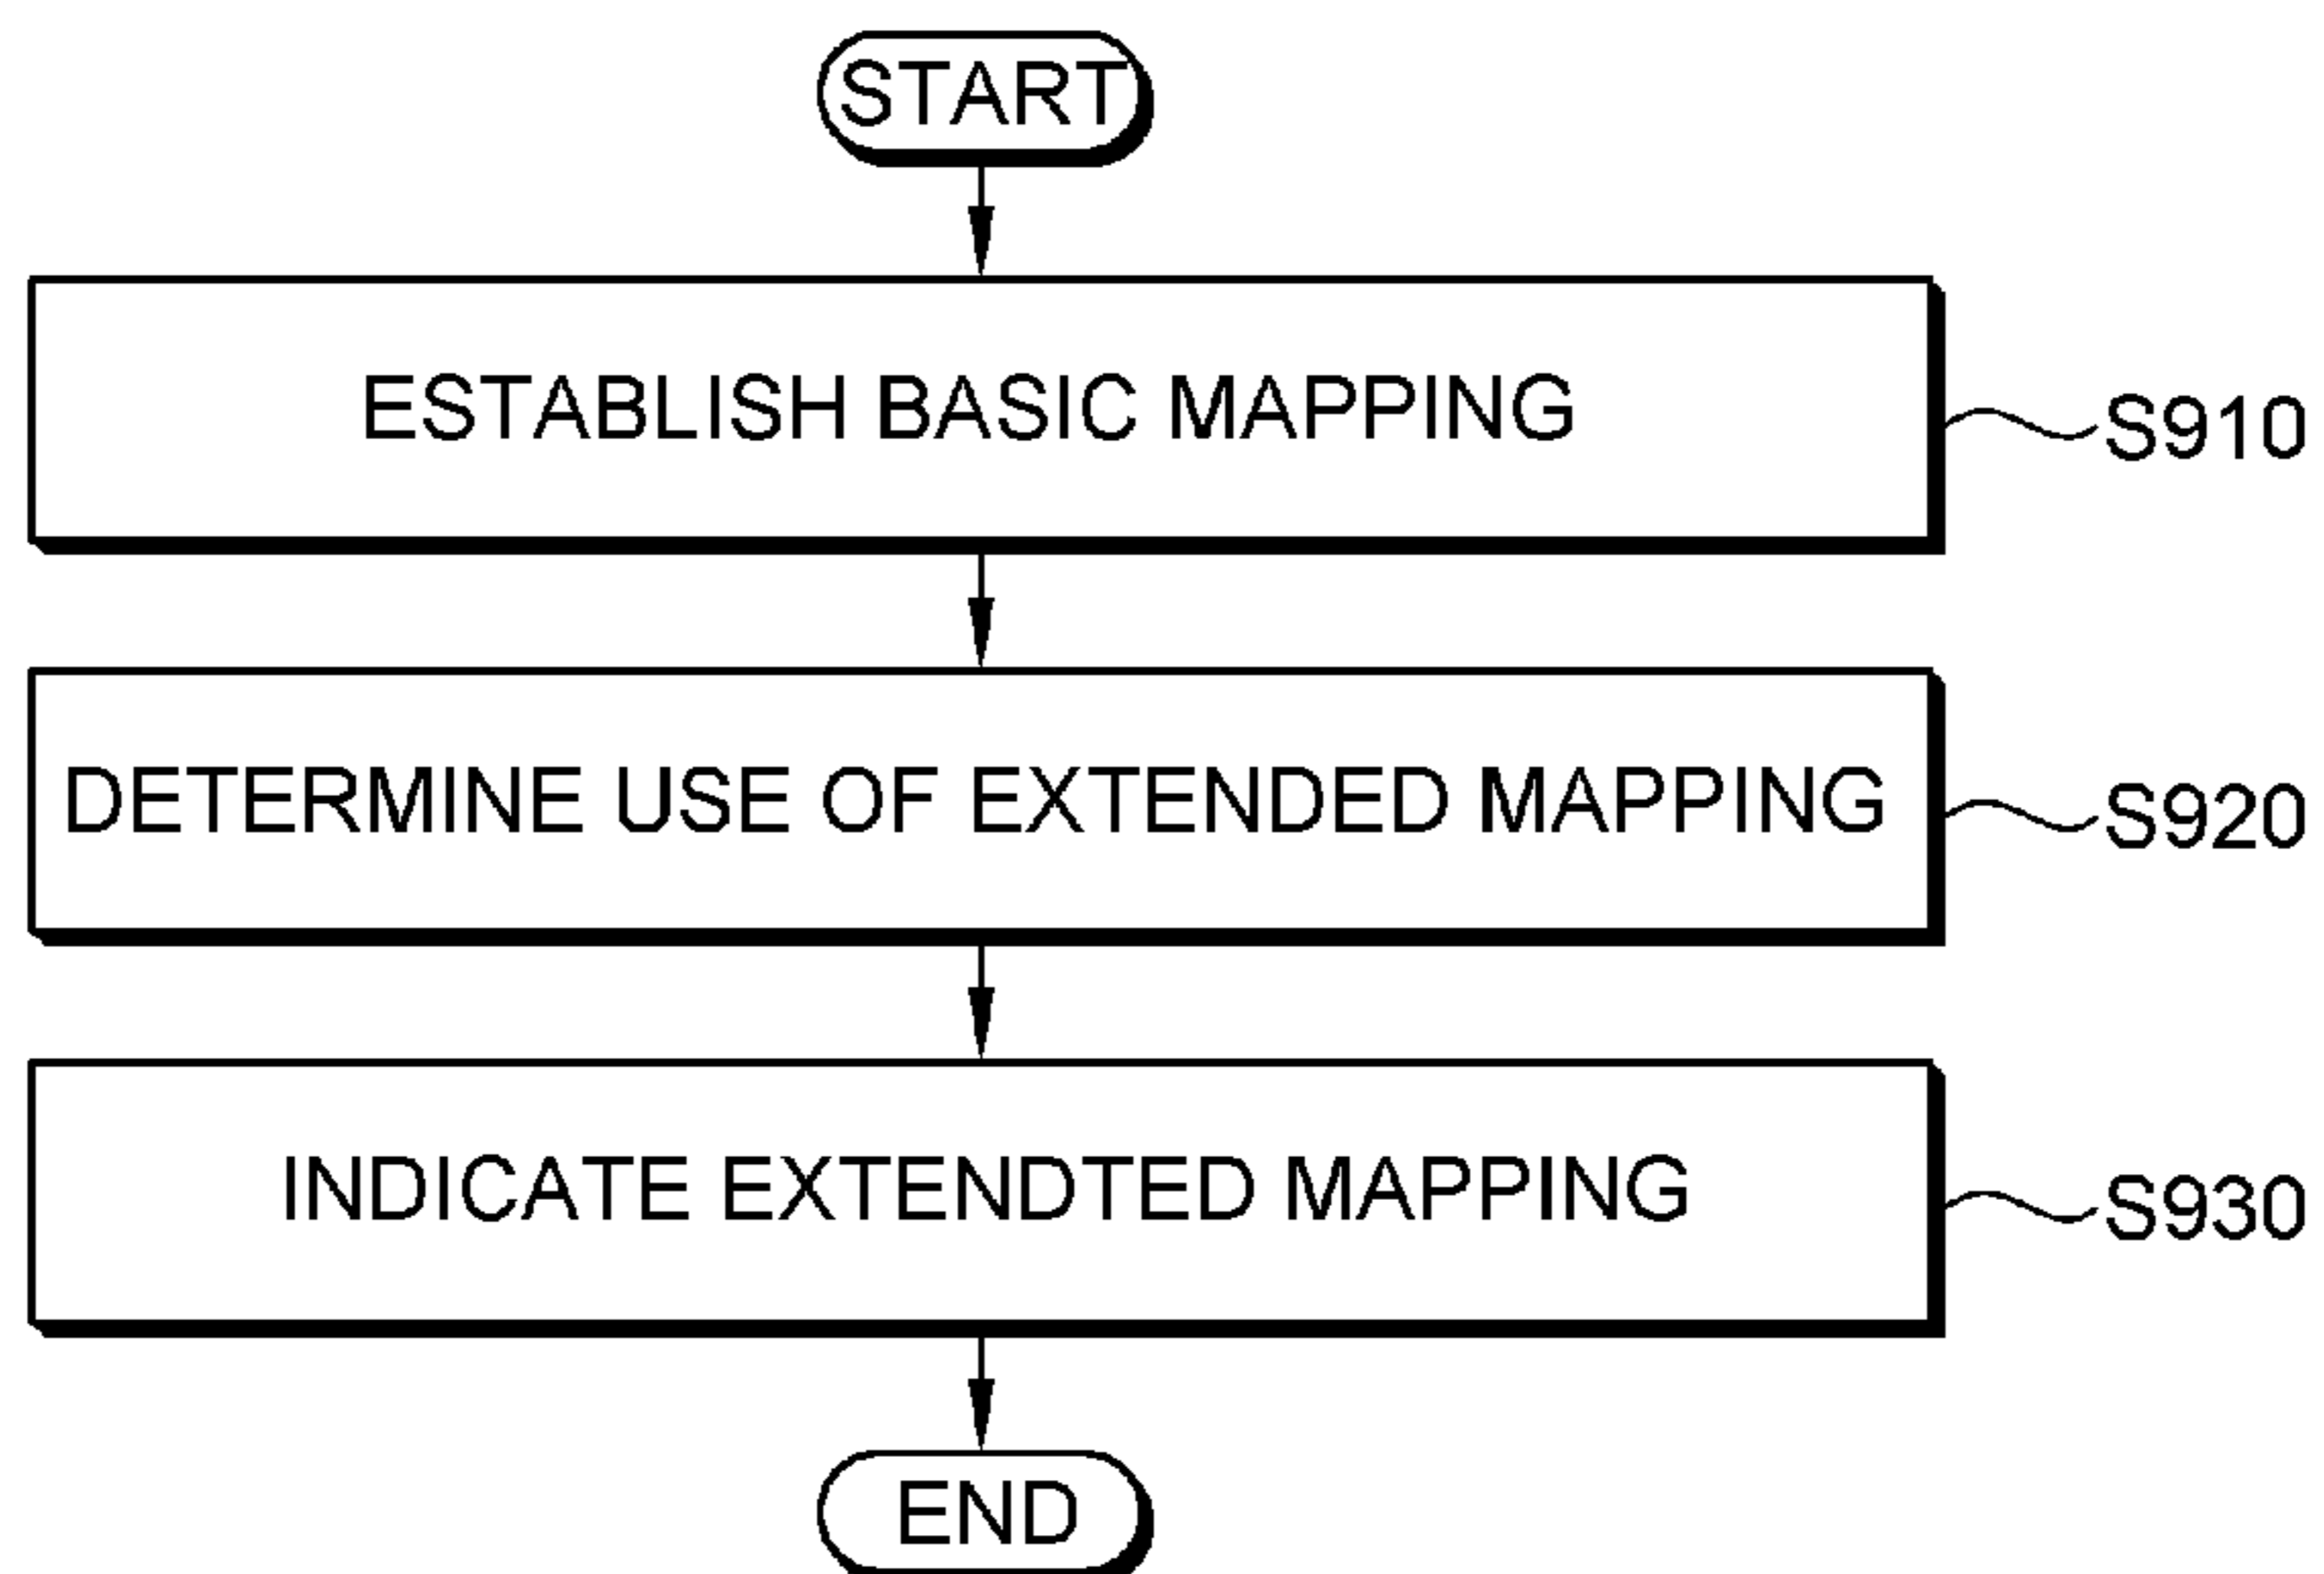 START
ESTABLISH BASIC MAPPING
S910
DETERMINE USE OF EXTENDED MAPPING
S920
INDICATE EXTENDTED MAPPING
S930
END